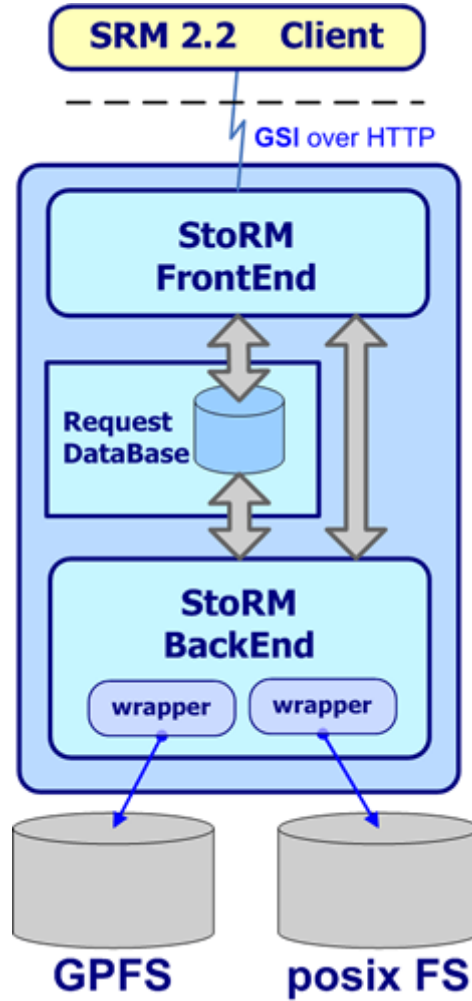 SRM 2.2 Client
GSI over HTTP
StoRM
FrontEnd
Request
DataBase
StoRM
BackEnd
wrapper
wrapper
GPFS
posix FS